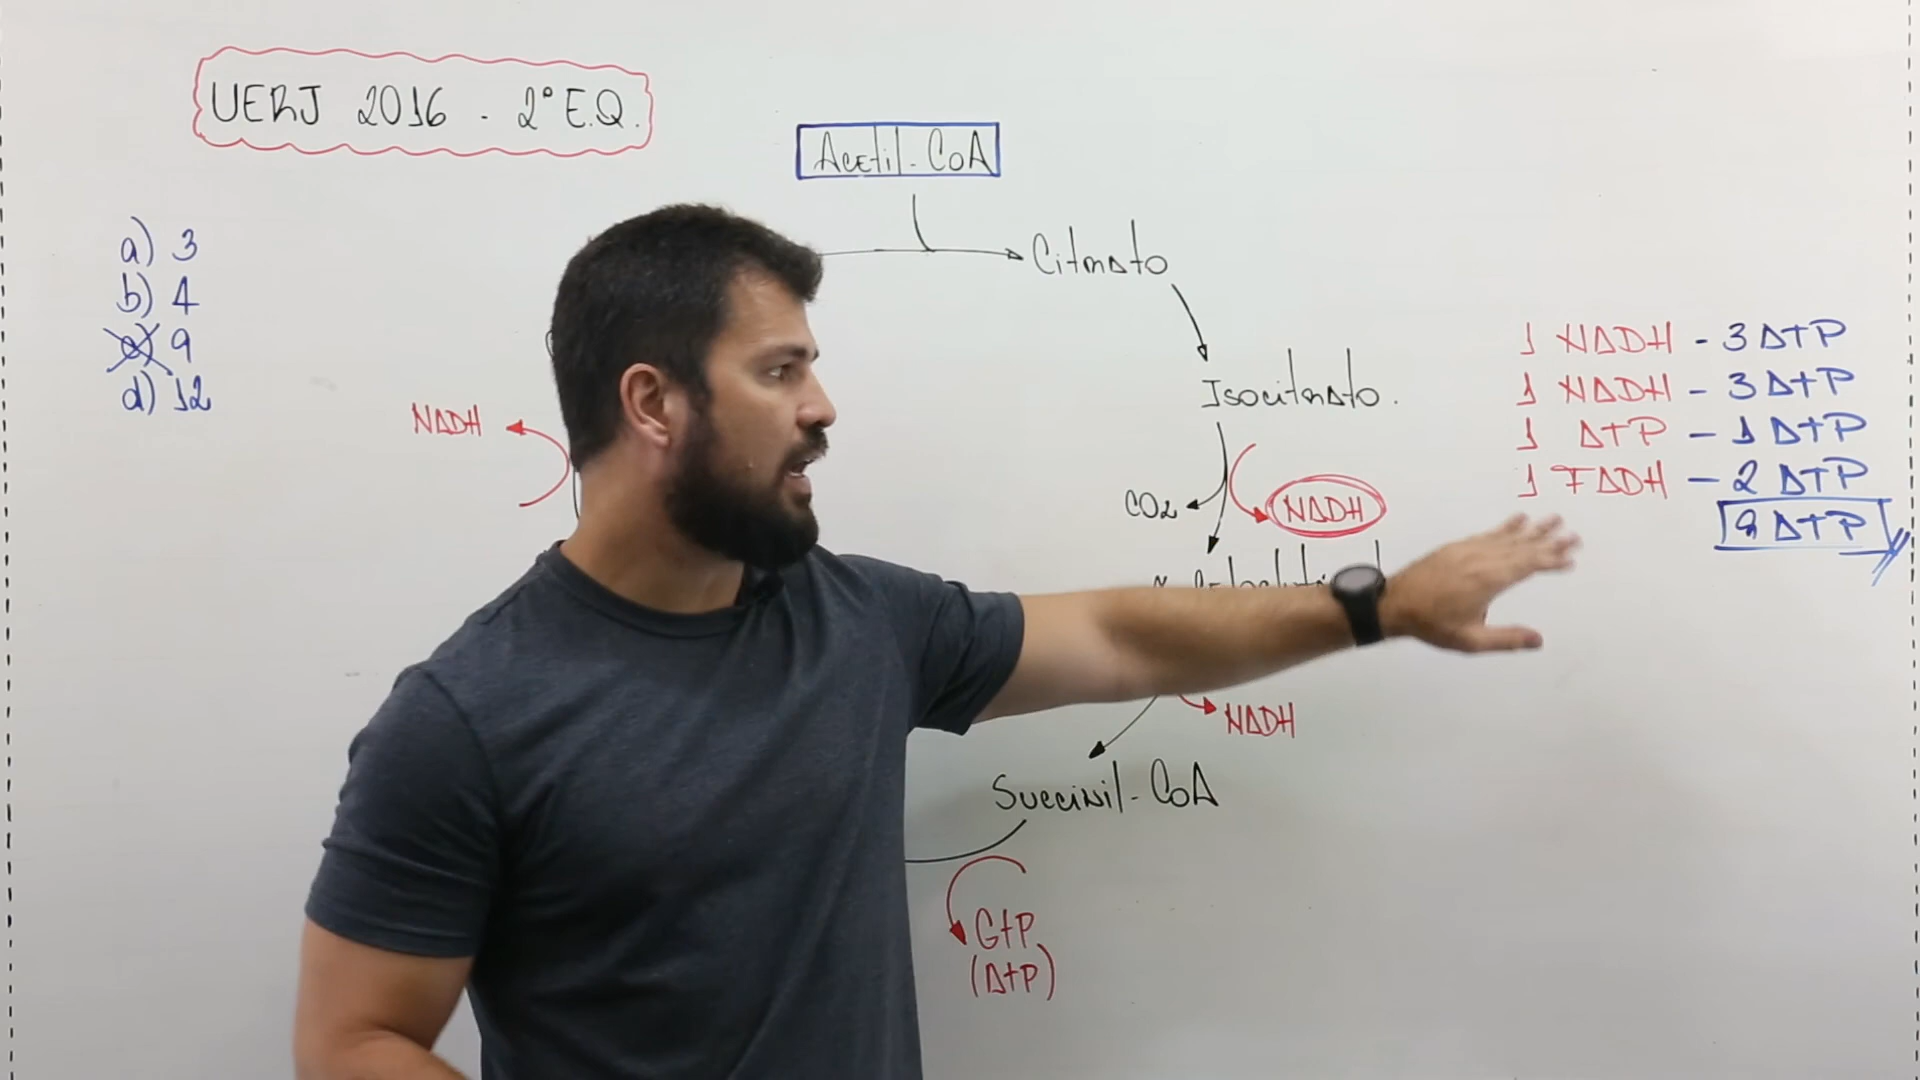 UERJ 2016 - 2° E.Q.
Acetil-CoA
a) 3
b) 4
c) 9
d) 12
Citrato
Isocitrato.
NADH
CO2
NADH
NADH
Succinil-CoA
GTP
(ATP)
1 NADH - 3 ATP
1 NADH - 3 ATP
1 ATP - 1 ATP
1 FADH - 2 ATP
9 ATP